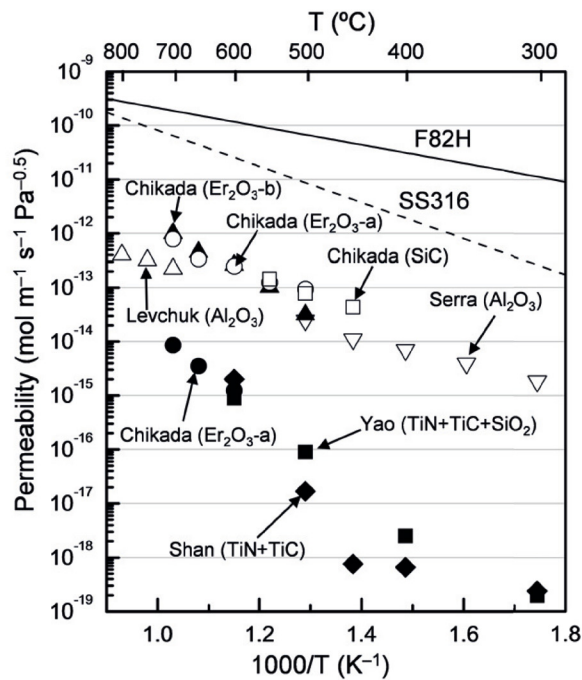 T (ºC)
800 700 600 500 400 300
10⁻⁹
10⁻¹⁰
10⁻¹¹
10⁻¹²
10⁻¹³
10⁻¹⁴
10⁻¹⁵
10⁻¹⁶
10⁻¹⁷
10⁻¹⁸
10⁻¹⁹
Permeability (mol m⁻¹ s⁻¹ Pa⁻⁰·⁵)
F82H
SS316
Chikada (Er₂O₃-b)
Chikada (Er₂O₃-a)
Chikada (SiC)
Levchuk (Al₂O₃)
Serra (Al₂O₃)
Chikada (Er₂O₃-a)
Yao (TiN+TiC+SiO₂)
Shan (TiN+TiC)
1.0 1.2 1.4 1.6 1.8
1000/T (K⁻¹)